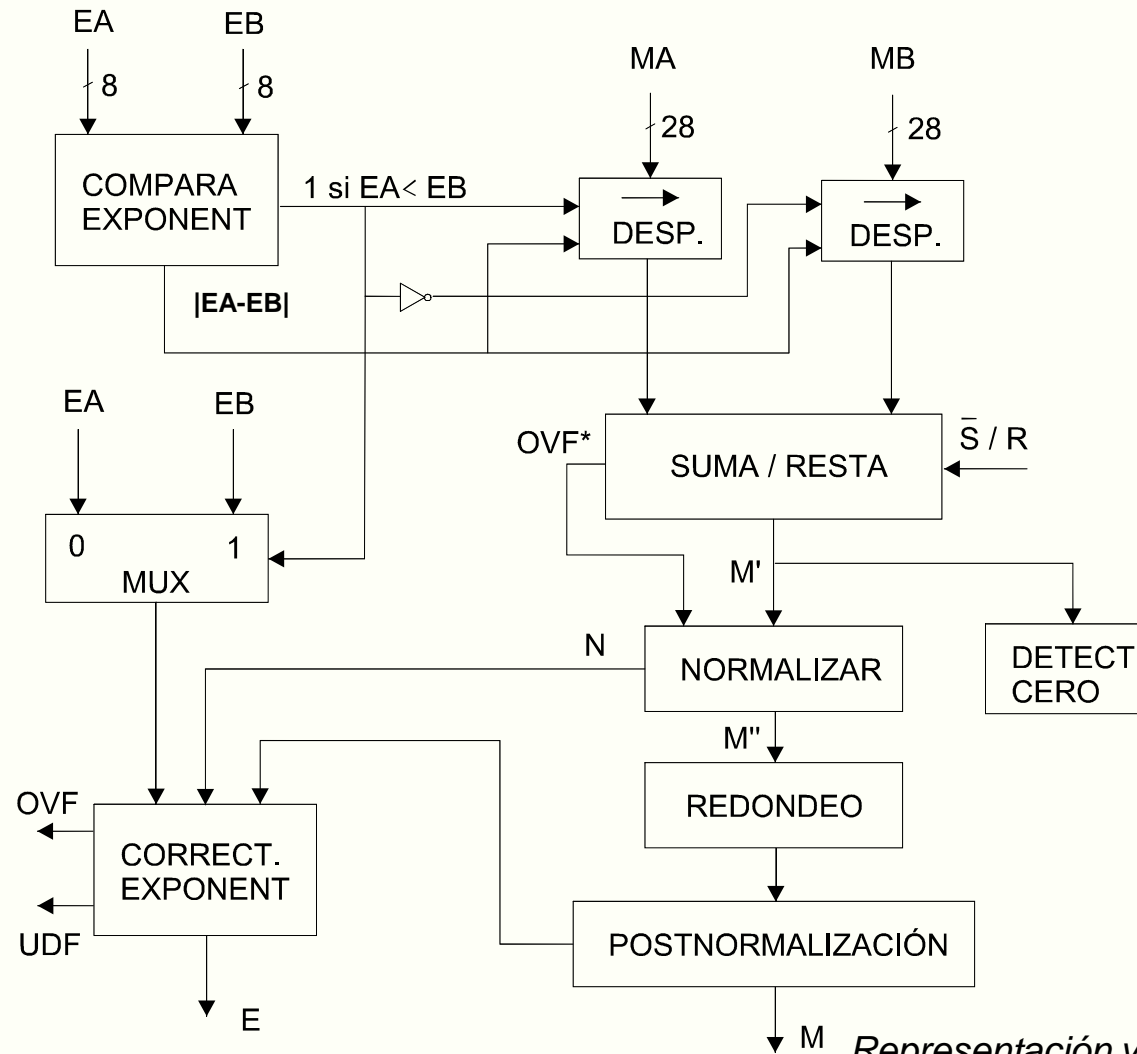 EA
EB
8
8
MA
MB
28
28
COMPARA
EXPONENT
1 si EA< EB
DESP.
DESP.
|EA-EB|
EA
EB
OVF*
SUMA / RESTA
S̅ / R
0
1
MUX
M'
N
NORMALIZAR
DETECT
CERO
M''
REDONDEO
OVF
CORRECT.
EXPONENT
UDF
POSTNORMALIZACIÓN
E
M
Representación y